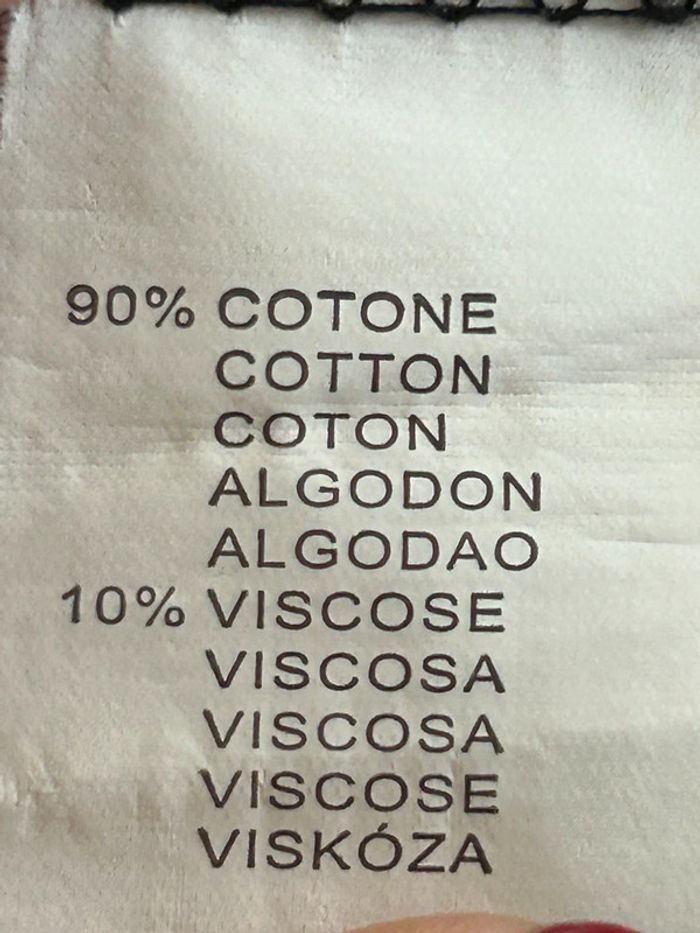 90% COTONE
COTTON
COTON
ALGODON
ALGODAO
10% VISCOSE
VISCOSA
VISCOSA
VISCOSE
VISKÓZA